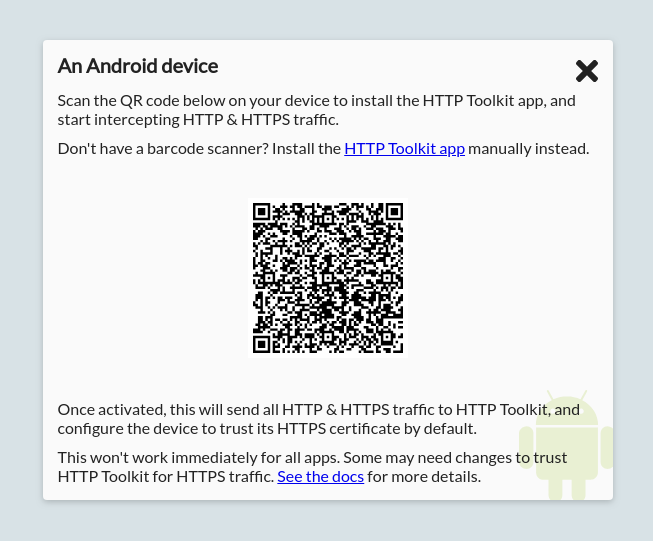 An Android device
Scan the QR code below on your device to install the HTTP Toolkit app, and
start intercepting HTTP & HTTPS traffic.
Don't have a barcode scanner? Install the HTTP Toolkit app manually instead.
Once activated, this will send all HTTP & HTTPS traffic to HTTP Toolkit, and
configure the device to trust its HTTPS certificate by default.
This won't work immediately for all apps. Some may need changes to trust
HTTP Toolkit for HTTPS traffic. See the docs for more details.